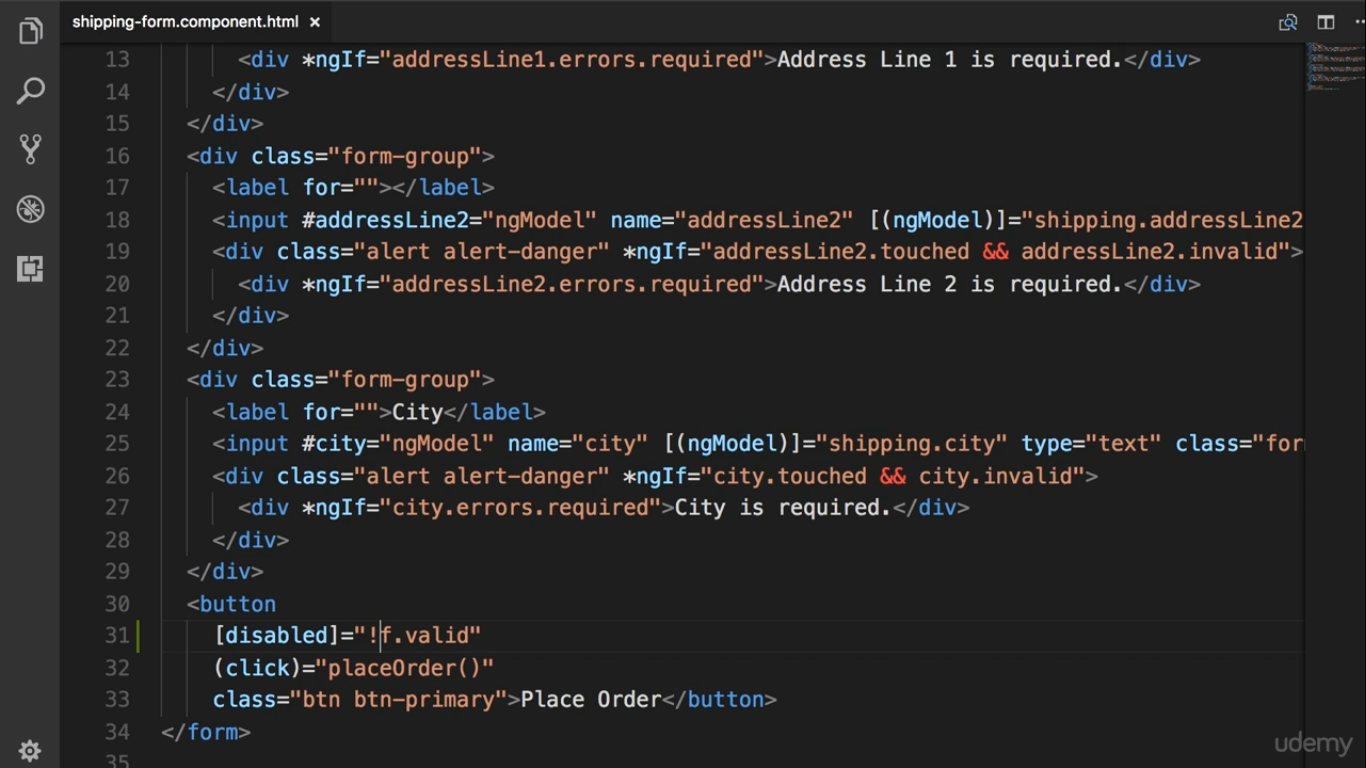 shipping-form.component.html ×
13 <div *ngIf="addressLine1.errors.required">Address Line 1 is required.</div>
14 </div>
15 </div>
16 <div class="form-group">
17 <label for=""></label>
18 <input #addressLine2="ngModel" name="addressLine2" [(ngModel)]="shipping.addressLine2
19 <div class="alert alert-danger" *ngIf="addressLine2.touched && addressLine2.invalid">
20 <div *ngIf="addressLine2.errors.required">Address Line 2 is required.</div>
21 </div>
22 </div>
23 <div class="form-group">
24 <label for="">City</label>
25 <input #city="ngModel" name="city" [(ngModel)]="shipping.city" type="text" class="for
26 <div class="alert alert-danger" *ngIf="city.touched && city.invalid">
27 <div *ngIf="city.errors.required">City is required.</div>
28 </div>
29 </div>
30 <button
31 [disabled]="!f.valid"
32 (click)="placeOrder()"
33 class="btn btn-primary">Place Order</button>
34 </form>
35
udemy